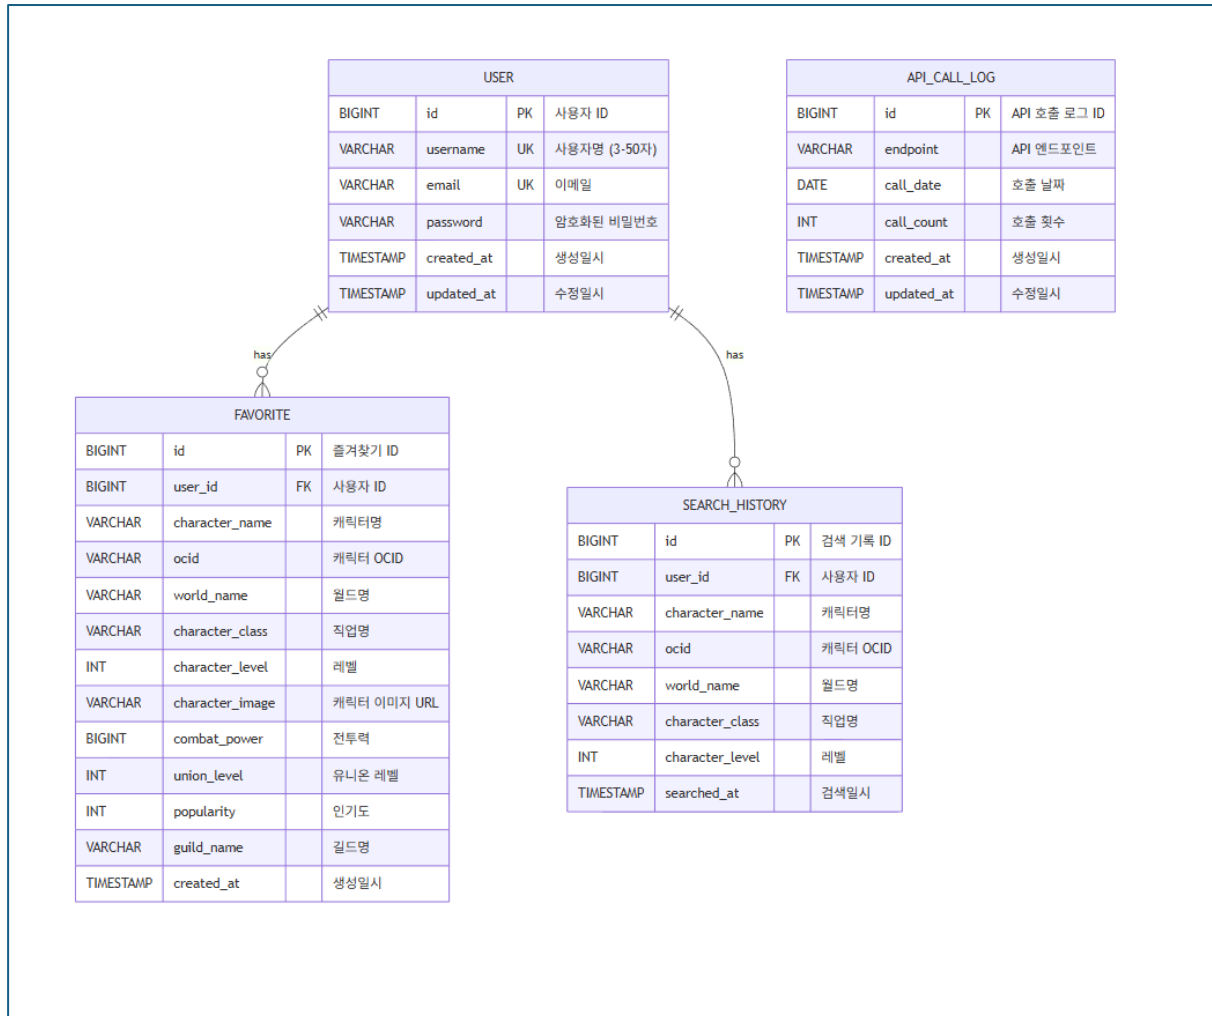 USER
BIGINT id PK 사용자 ID
VARCHAR username UK 사용자명 (3-50자)
VARCHAR email UK 이메일
VARCHAR password 암호화된 비밀번호
TIMESTAMP created_at 생성일시
TIMESTAMP updated_at 수정일시
API_CALL_LOG
BIGINT id PK API 호출 로그 ID
VARCHAR endpoint API 엔드포인트
DATE call_date 호출 날짜
INT call_count 호출 횟수
TIMESTAMP created_at 생성일시
TIMESTAMP updated_at 수정일시
has
has
FAVORITE
BIGINT id PK 즐겨찾기 ID
BIGINT user_id FK 사용자 ID
VARCHAR character_name 캐릭터명
VARCHAR ocid 캐릭터 OCID
VARCHAR world_name 월드명
VARCHAR character_class 직업명
INT character_level 레벨
VARCHAR character_image 캐릭터 이미지 URL
BIGINT combat_power 전투력
INT union_level 유니온 레벨
INT popularity 인기도
VARCHAR guild_name 길드명
TIMESTAMP created_at 생성일시
SEARCH_HISTORY
BIGINT id PK 검색 기록 ID
BIGINT user_id FK 사용자 ID
VARCHAR character_name 캐릭터명
VARCHAR ocid 캐릭터 OCID
VARCHAR world_name 월드명
VARCHAR character_class 직업명
INT character_level 레벨
TIMESTAMP searched_at 검색일시